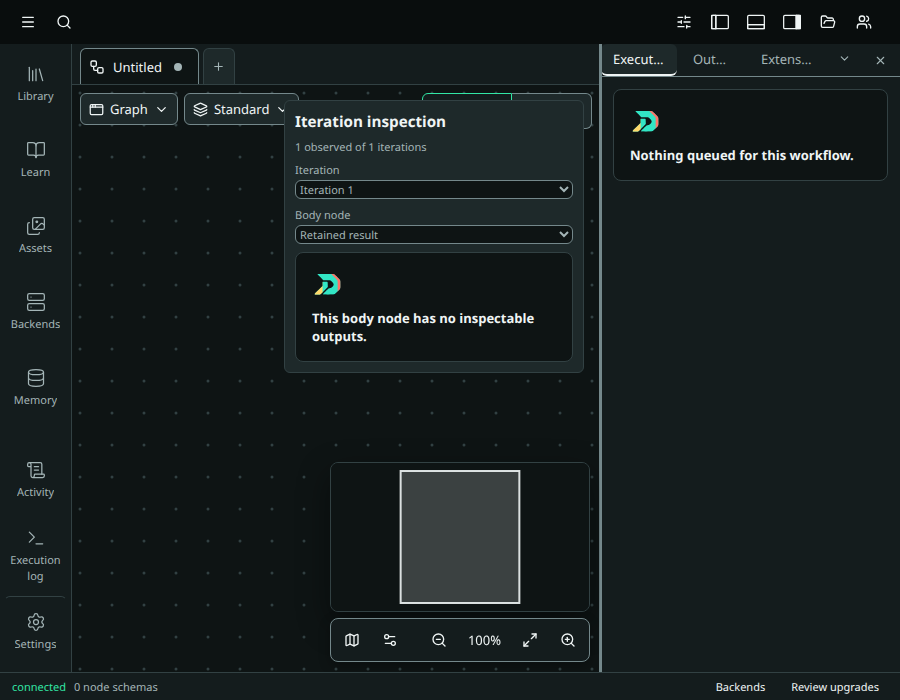 Untitled
+
Execut...
Out...
Extens...
Library
Learn
Assets
Backends
Memory
Activity
Execution
log
Settings
Graph
Standard
Iteration inspection
1 observed of 1 iterations
Iteration
Iteration 1
Body node
Retained result
This body node has no inspectable
outputs.
Nothing queued for this workflow.
100%
connected
0 node schemas
Backends
Review upgrades